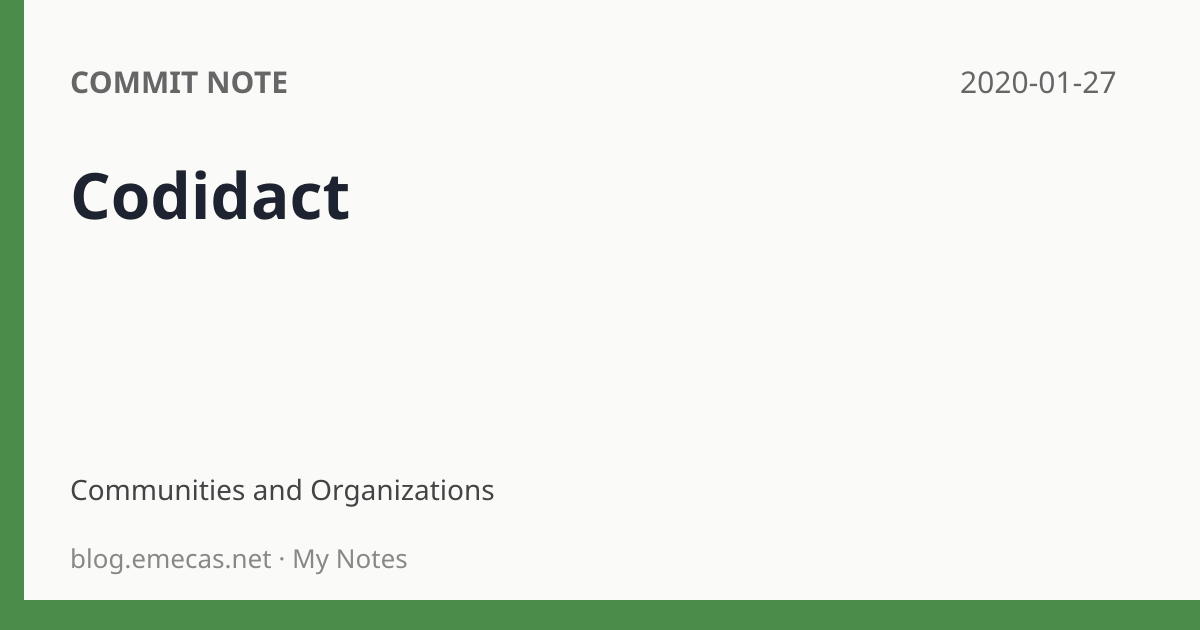 COMMIT NOTE
2020-01-27
Codidact
Communities and Organizations
blog.emecas.net · My Notes